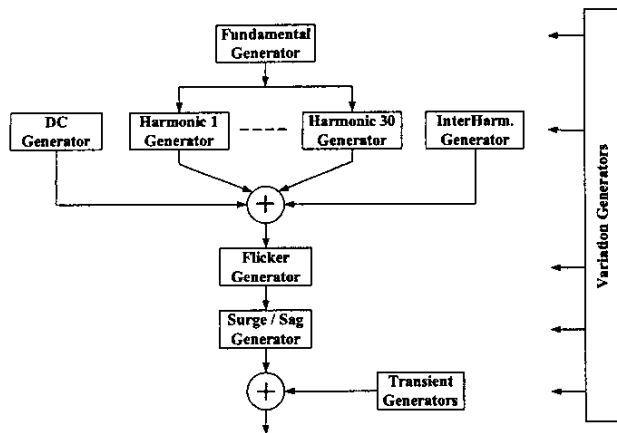 Fundamental
Generator
DC
Generator
Harmonic 1
Generator
Harmonic 30
Generator
InterHarm.
Generator
+
Flicker
Generator
Surge / Sag
Generator
+
Transient
Generators
Variation Generators